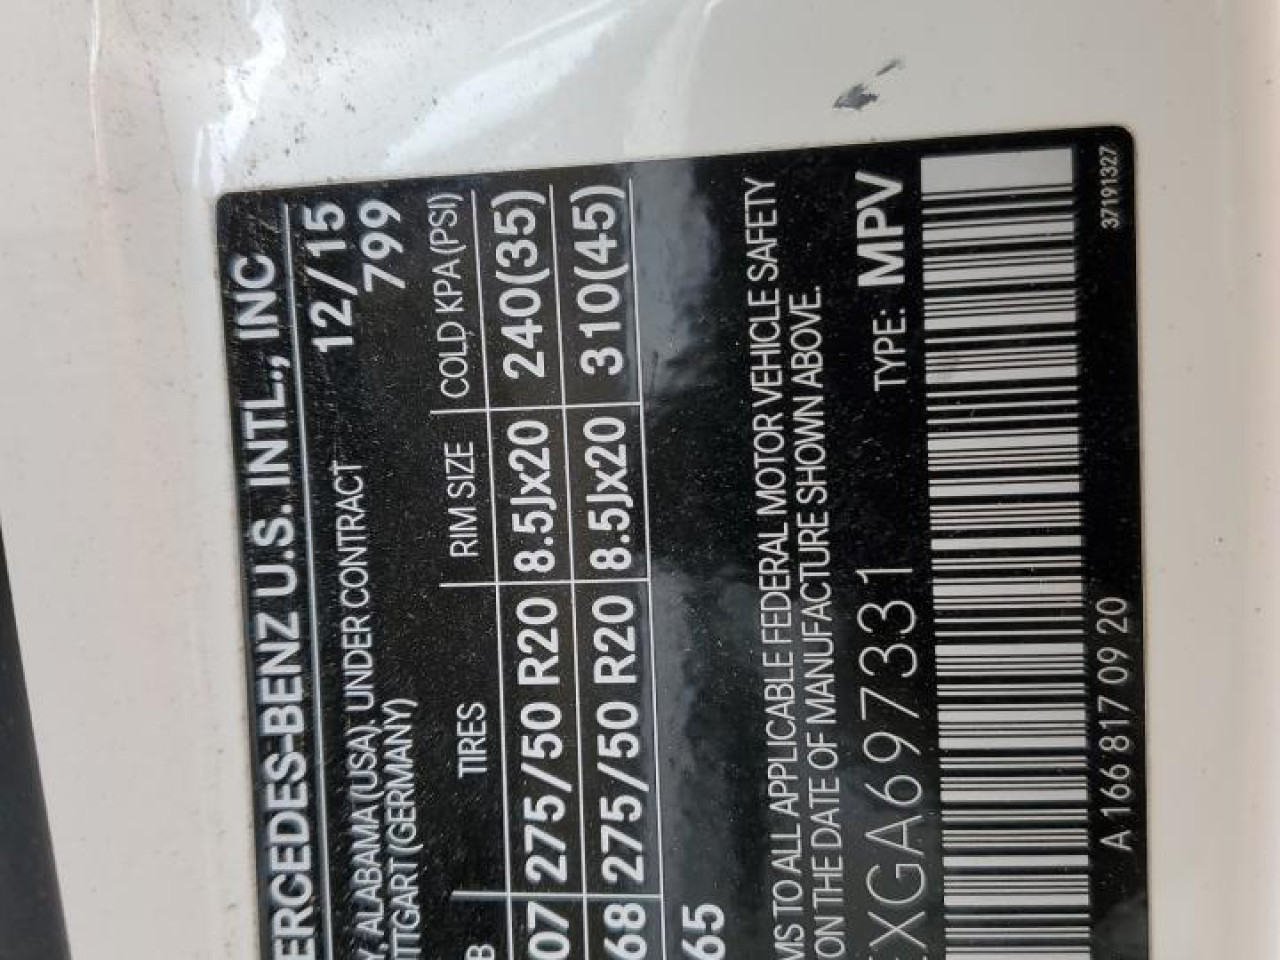 ERCEDES-BENZ U.S. INTL., INC
12/15
Y, ALABAMA (USA). UNDER CONTRACT 799
TTGART (GERMANY)
B TIRES RIM SIZE COLD KPA (PSI)
07 275/50 R20 8.5Jx20 240(35)
68 275/50 R20 8.5Jx20 310(45)
65
MS TO ALL APPLICABLE FEDERAL MOTOR VEHICLE SAFETY
ON THE DATE OF MANUFACTURE SHOWN ABOVE.
EXGA697331 TYPE: MPV
A 166 817 09 20 37191327